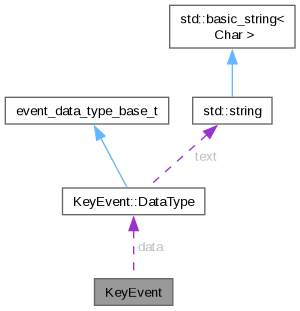 std::basic_string<
Char >
event_data_type_base_t
std::string
text
KeyEvent::DataType
data
KeyEvent